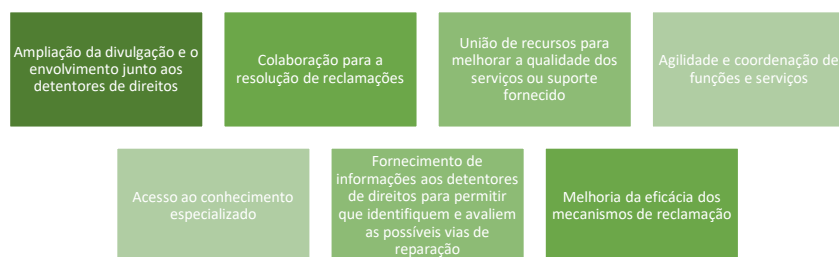 Ampliação da divulgação e o
envolvimento junto aos
detentores de direitos
Colaboração para a
resolução de reclamações
União de recursos para
melhorar a qualidade dos
serviços ou suporte
fornecido
Agilidade e coordenação de
funções e serviços
Acesso ao conhecimento
especializado
Fornecimento de
informações aos detentores
de direitos para permitir
que identifiquem e avaliem
as possíveis vias de
reparação
Melhoria da eficácia dos
mecanismos de reclamação